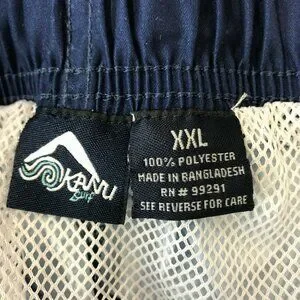 KANU
Surf
XXL
100% POLYESTER
MADE IN BANGLADESH
RN # 99291
SEE REVERSE FOR CARE